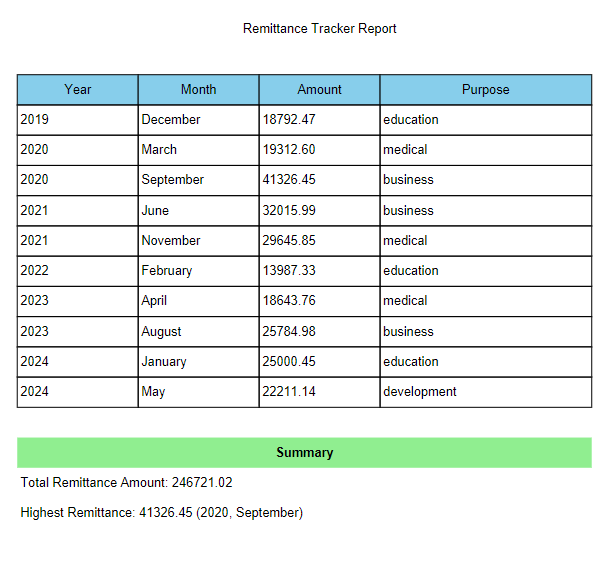 Remittance Tracker Report
Year Month Amount Purpose
2019 December 18792.47 education
2020 March 19312.60 medical
2020 September 41326.45 business
2021 June 32015.99 business
2021 November 29645.85 medical
2022 February 13987.33 education
2023 April 18643.76 medical
2023 August 25784.98 business
2024 January 25000.45 education
2024 May 22211.14 development
Summary
Total Remittance Amount: 246721.02
Highest Remittance: 41326.45 (2020, September)